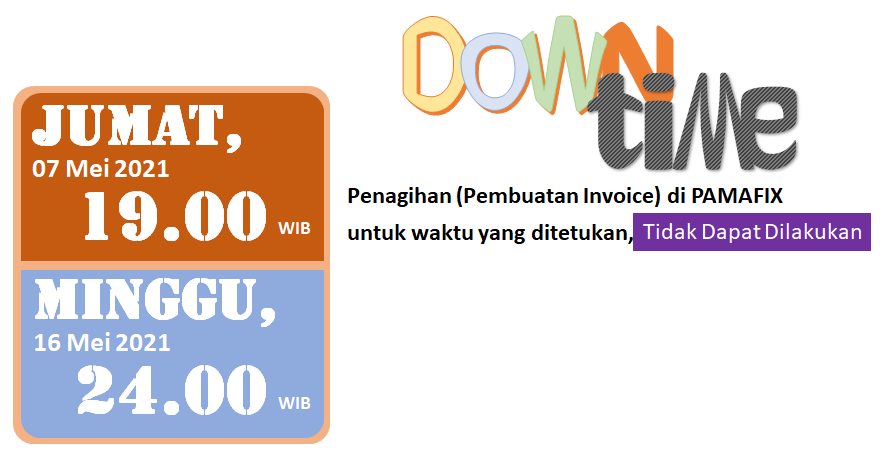 JUMAT,
07 Mei 2021
19.00 WIB
MINGGU,
16 Mei 2021
24.00 WIB
DOWN
tiMe
Penagihan (Pembuatan Invoice) di PAMAFIX
untuk waktu yang ditetukan, Tidak Dapat Dilakukan